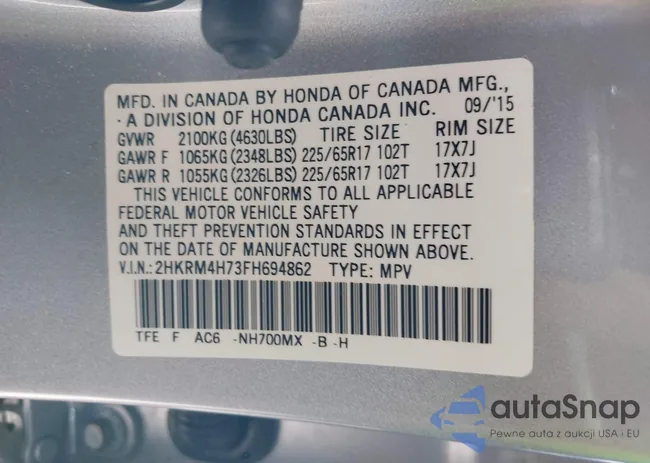 MFD. IN CANADA BY HONDA OF CANADA MFG.,
· A DIVISION OF HONDA CANADA INC. 09/'15
GVWR 2100KG (4630LBS) TIRE SIZE RIM SIZE
GAWR F 1065KG (2348LBS) 225/65R17 102T 17X7J
GAWR R 1055KG (2326LBS) 225/65R17 102T 17X7J
THIS VEHICLE CONFORMS TO ALL APPLICABLE
FEDERAL MOTOR VEHICLE SAFETY
AND THEFT PREVENTION STANDARDS IN EFFECT
ON THE DATE OF MANUFACTURE SHOWN ABOVE.
V.I.N.: 2HKRM4H73FH694862 TYPE: MPV
TFE F AC6 -NH700MX -B -H
autaSnap
Pewne auta z aukcji USA i EU